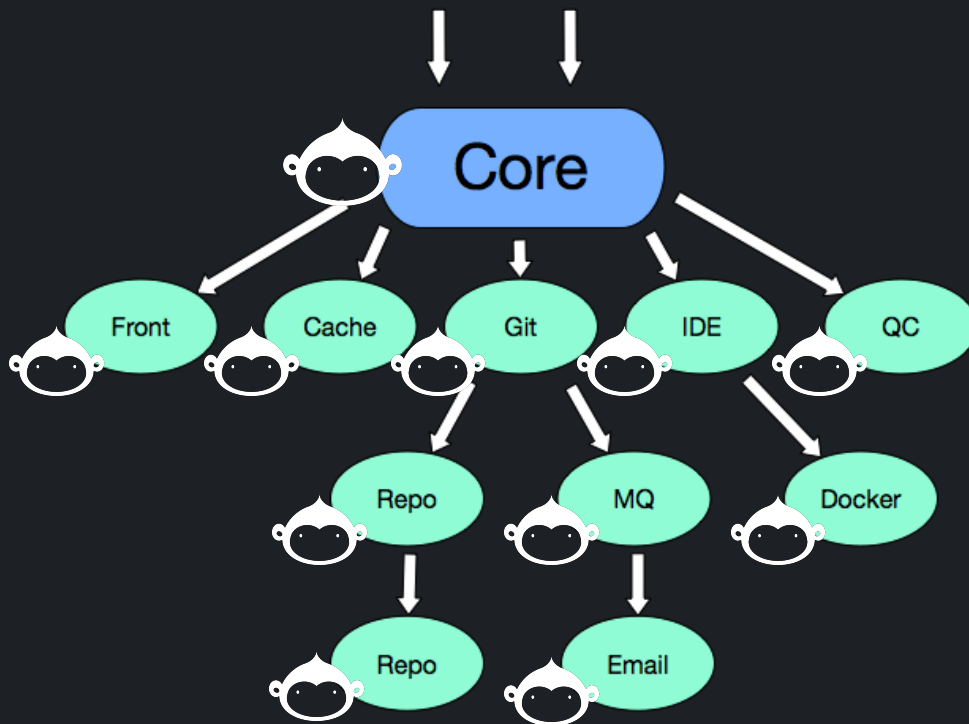 Core
Front
Cache
Git
IDE
QC
Repo
MQ
Docker
Repo
Email